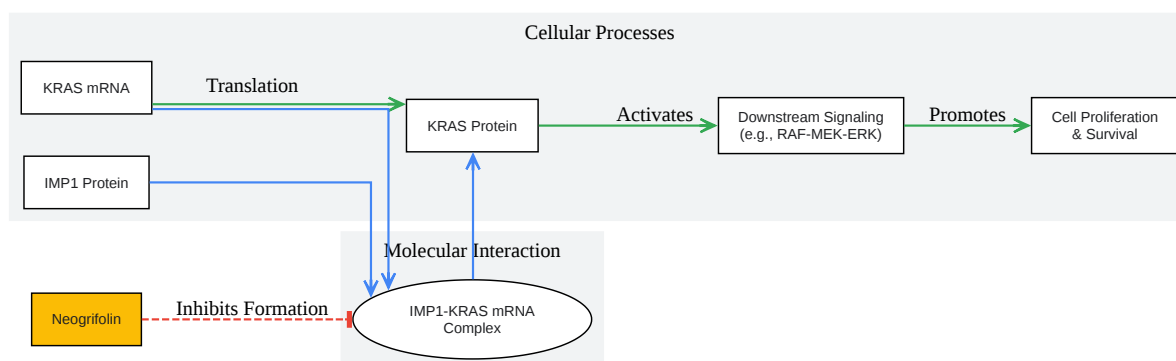 Cellular Processes
KRAS mRNA
Translation
KRAS Protein
Activates
Downstream Signaling
(e.g., RAF-MEK-ERK)
Promotes
Cell Proliferation
& Survival
IMP1 Protein
Molecular Interaction
Neogrifolin
Inhibits Formation
IMP1-KRAS mRNA
Complex